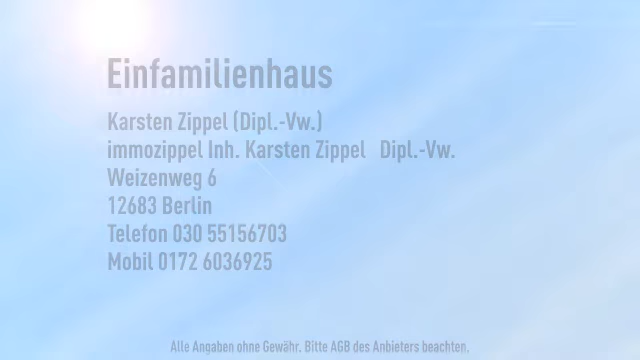 Einfamilienhaus
Karsten Zippel (Dipl.-Vw.)
immozippel Inh. Karsten Zippel Dipl.-Vw.
Weizenweg 6
12683 Berlin
Telefon 030 55156703
Mobil 0172 6036925
Alle Angaben ohne Gewähr. Bitte AGB des Anbieters beachten.